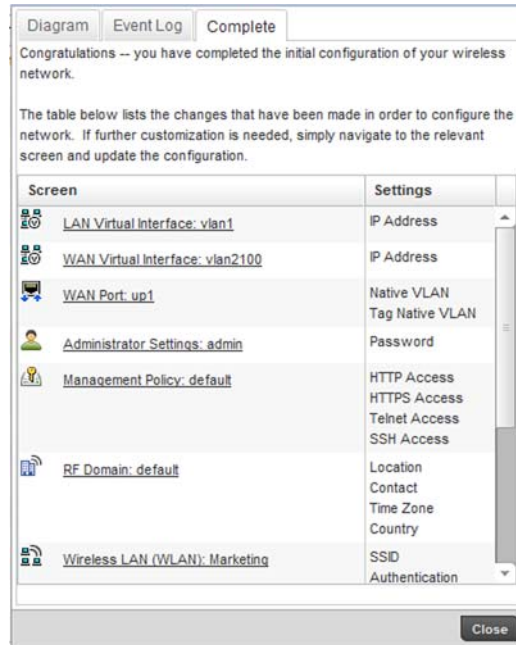 Diagram
Event Log
Complete
Congratulations -- you have completed the initial configuration of your wireless
network.
The table below lists the changes that have been made in order to configure the
network. If further customization is needed, simply navigate to the relevant
screen and update the configuration.
Screen
Settings
LAN Virtual Interface: vlan1
IP Address
WAN Virtual Interface: vlan2100
IP Address
WAN Port: up1
Native VLAN
Tag Native VLAN
Administrator Settings: admin
Password
Management Policy: default
HTTP Access
HTTPS Access
Telnet Access
SSH Access
RF Domain: default
Location
Contact
Time Zone
Country
Wireless LAN (WLAN): Marketing
SSID
Authentication
Close